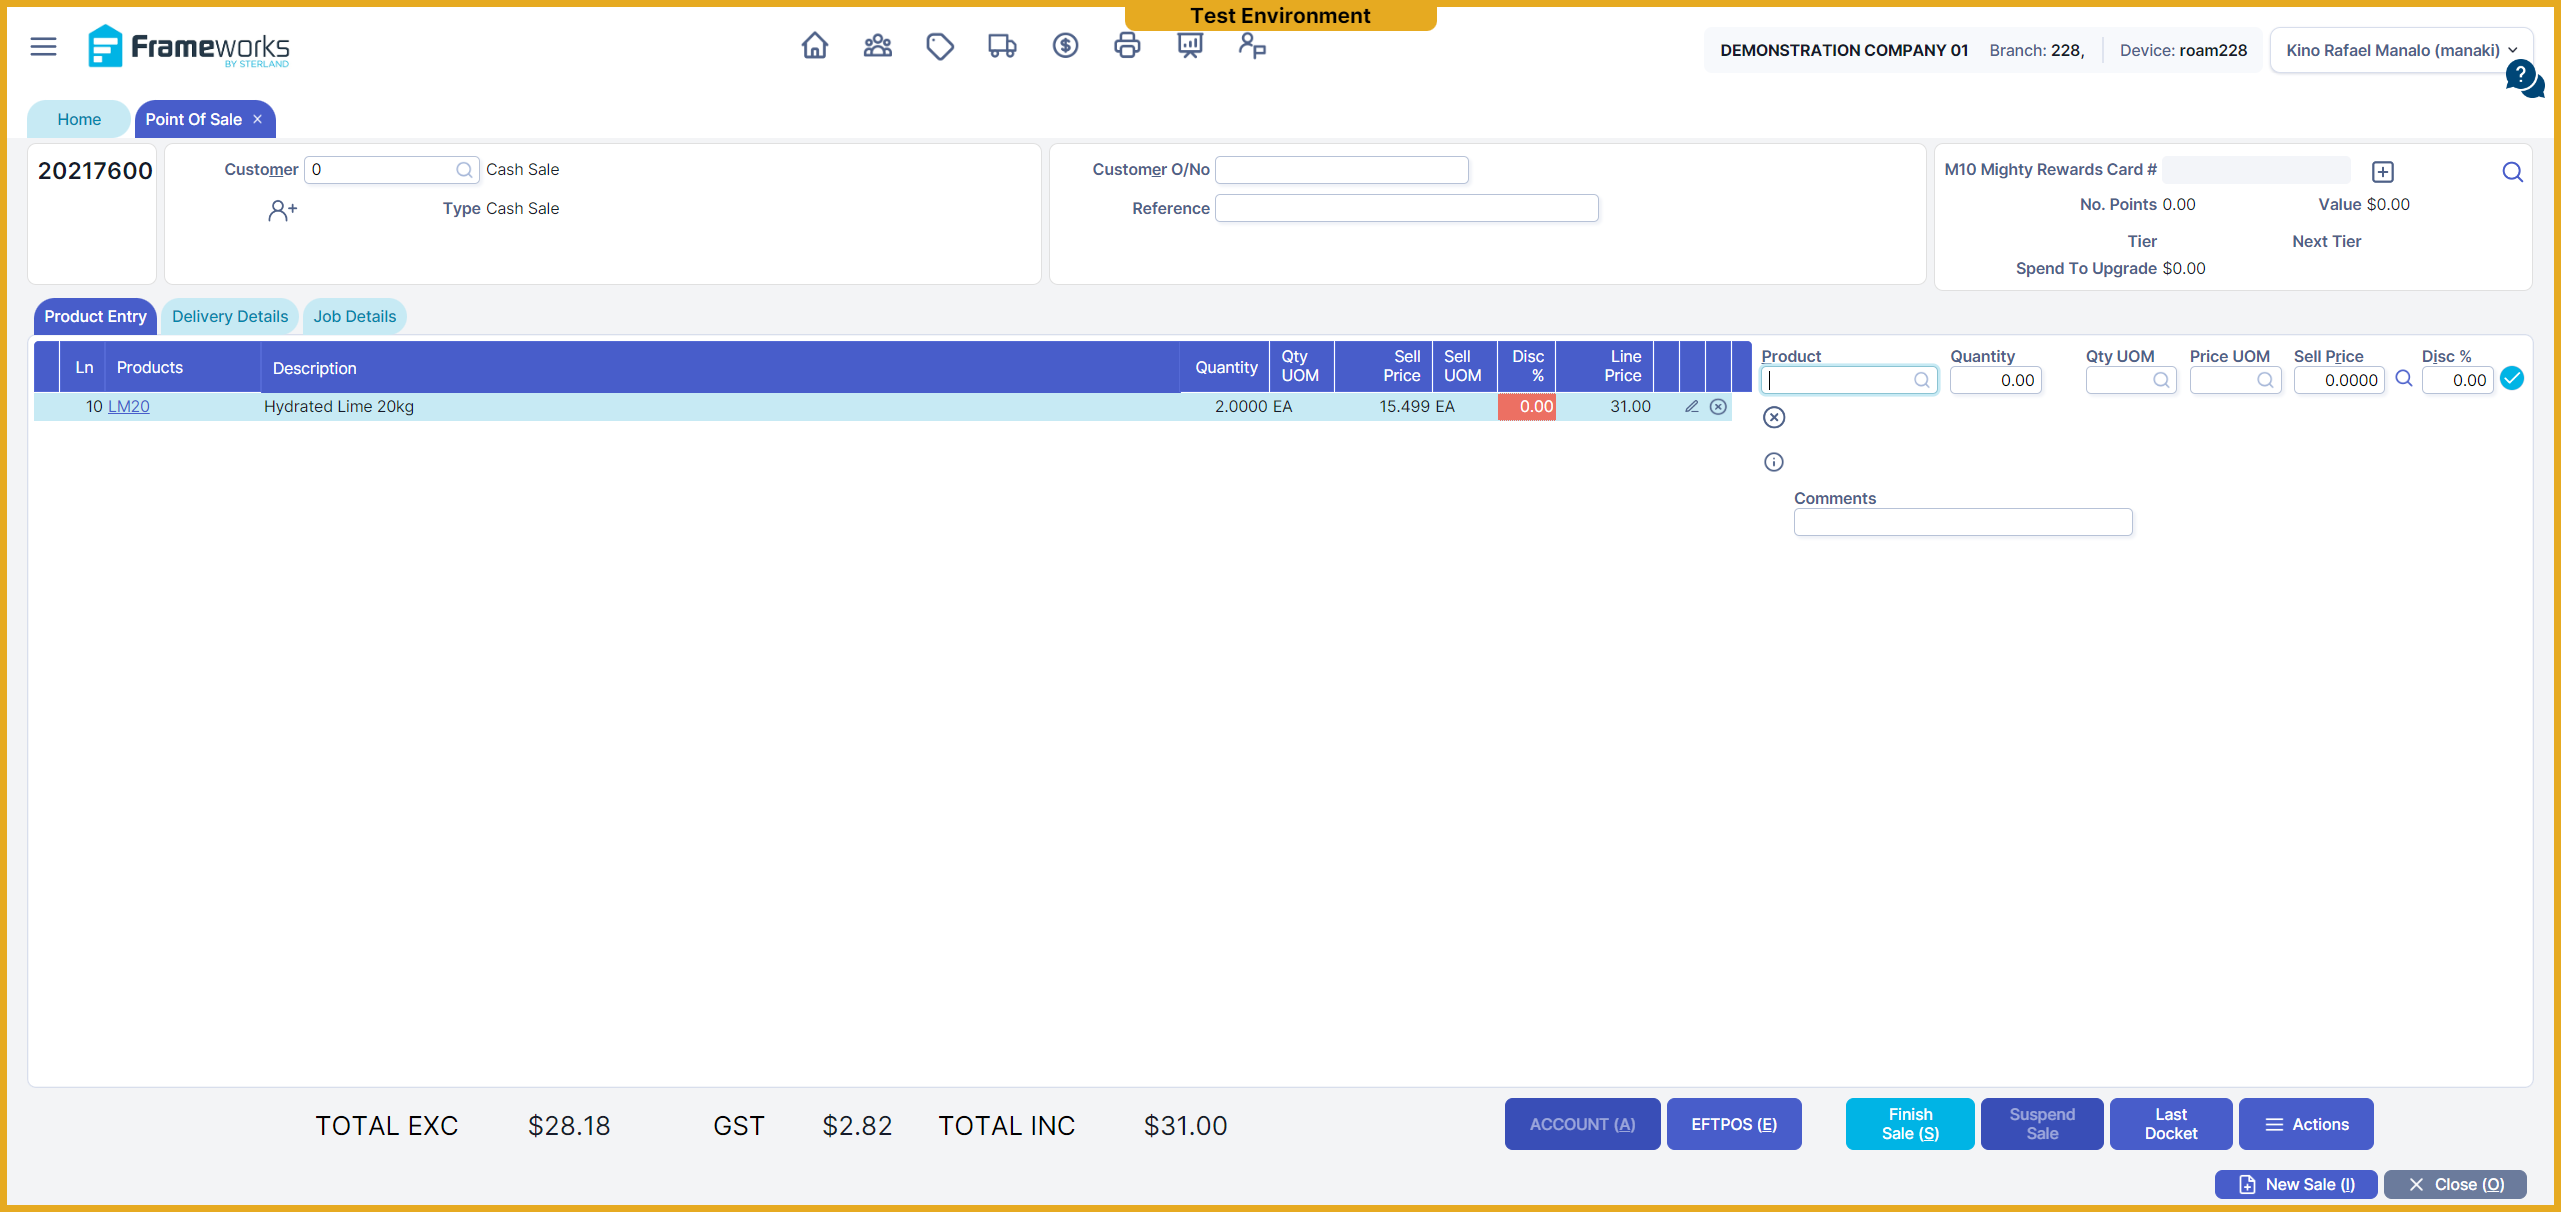 Test Environment
Frameworks
BY STERLAND
DEMONSTRATION COMPANY 01 Branch: 228, Device: roam228 Kino Rafael Manalo (manaki)
?
Home Point Of Sale ×
20217600
Customer 0 Cash Sale
Type Cash Sale
Customer O/No
Reference
M10 Mighty Rewards Card #
No. Points 0.00 Value $0.00
Tier Next Tier
Spend To Upgrade $0.00
Product Entry Delivery Details Job Details
Ln Products Description Quantity Qty UOM Sell Price Sell UOM Disc % Line Price
10 LM20 Hydrated Lime 20kg 2.0000 EA 15.499 EA 0.00 31.00
Product Quantity Qty UOM Price UOM Sell Price Disc %
0.00 0.0000 0.00
Comments
TOTAL EXC $28.18 GST $2.82 TOTAL INC $31.00
ACCOUNT (A) EFTPOS (E) Finish Sale (S) Suspend Sale Last Docket Actions
New Sale (I) Close (O)